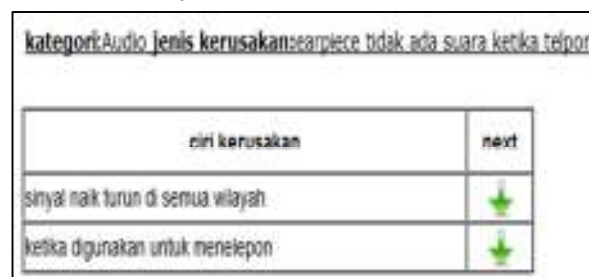 kategori:Audio jenis kerusakan:earpiece tidak ada suara ketika telpon
ciri kerusakan next
sinyal naik turun di semua wilayah
ketika digunakan untuk menelepon